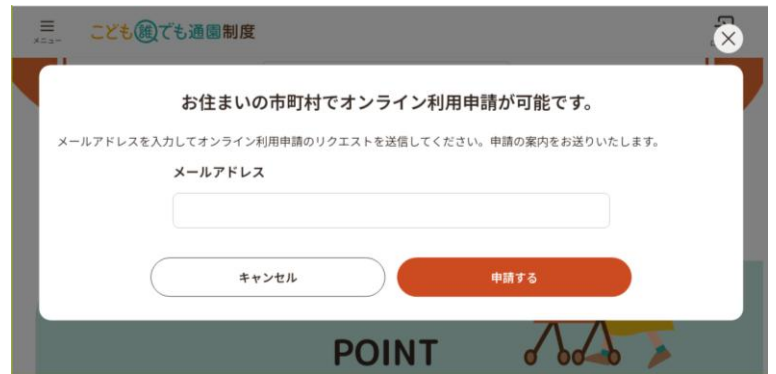 メニュー
こども誰でも通園制度
お住まいの市町村でオンライン利用申請が可能です。
メールアドレスを入力してオンライン利用申請のリクエストを送信してください。申請の案内をお送りいたします。
メールアドレス
キャンセル
申請する
POINT